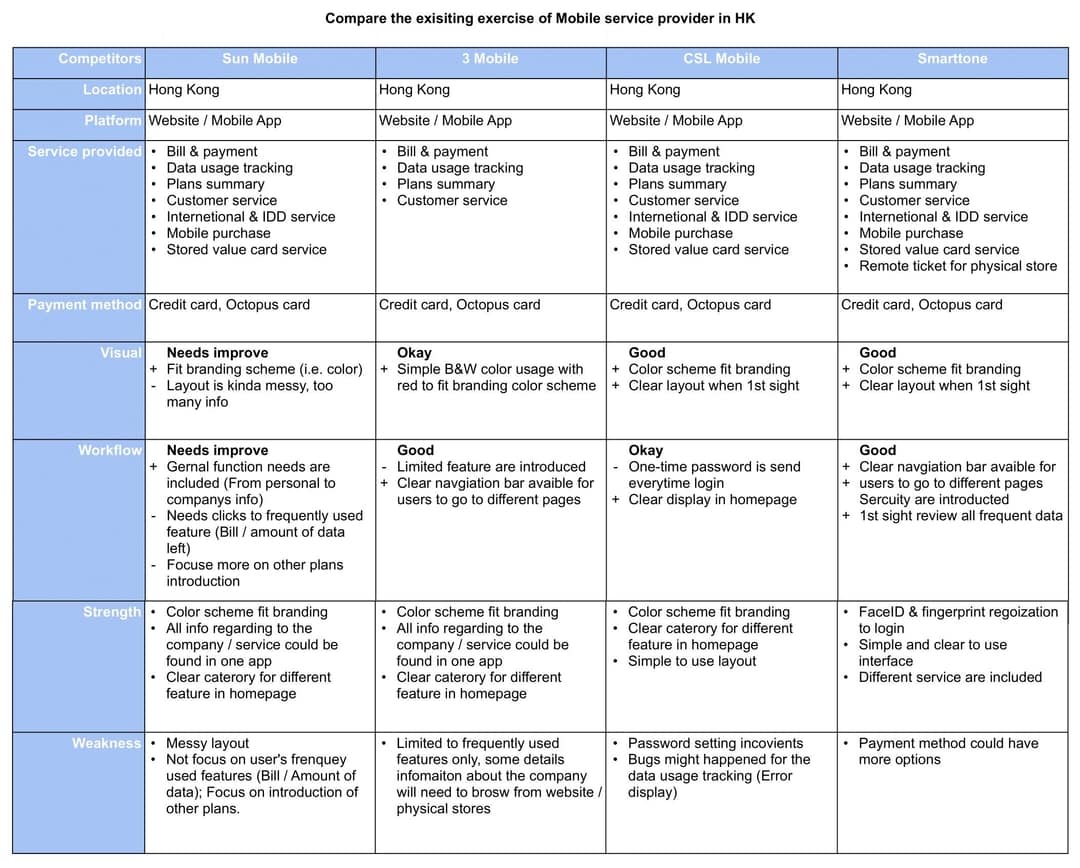 Compare the exisiting exercise of Mobile service provider in HK
Competitors Sun Mobile 3 Mobile CSL Mobile Smarttone
Location Hong Kong Hong Kong Hong Kong Hong Kong
Platform Website / Mobile App Website / Mobile App Website / Mobile App Website / Mobile App
Service provided
• Bill & payment
• Data usage tracking
• Plans summary
• Customer service
• Internetional & IDD service
• Mobile purchase
• Stored value card service
• Bill & payment
• Data usage tracking
• Plans summary
• Customer service
• Bill & payment
• Data usage tracking
• Plans summary
• Customer service
• Internetional & IDD service
• Mobile purchase
• Stored value card service
• Bill & payment
• Data usage tracking
• Plans summary
• Customer service
• Internetional & IDD service
• Mobile purchase
• Stored value card service
• Remote ticket for physical store
Payment method Credit card, Octopus card Credit card, Octopus card Credit card, Octopus card Credit card, Octopus card
Visual
Needs improve
+ Fit branding scheme (i.e. color)
- Layout is kinda messy, too
many info
Okay
+ Simple B&W color usage with
red to fit branding color scheme
Good
+ Color scheme fit branding
+ Clear layout when 1st sight
Good
+ Color scheme fit branding
+ Clear layout when 1st sight
Workflow
Needs improve
+ Gernal function needs are
included (From personal to
companys info)
- Needs clicks to frequently used
feature (Bill / amount of data
left)
- Focuse more on other plans
introduction
Good
- Limited feature are introduced
+ Clear navgiation bar avaible for
users to go to different pages
Okay
- One-time password is send
everytime login
+ Clear display in homepage
Good
+ Clear navgiation bar avaible for
+ users to go to different pages
Sercuity are introducted
+ 1st sight review all frequent data
Strength
• Color scheme fit branding
• All info regarding to the
company / service could be
found in one app
• Clear caterory for different
feature in homepage
• Color scheme fit branding
• All info regarding to the
company / service could be
found in one app
• Clear caterory for different
feature in homepage
• Color scheme fit branding
• Clear caterory for different
feature in homepage
• Simple to use layout
• FaceID & fingerprint regoization
to login
• Simple and clear to use
interface
• Different service are included
Weakness
• Messy layout
• Not focus on user's frenquey
used features (Bill / Amount of
data); Focus on introduction of
other plans.
• Limited to frequently used
features only, some details
infomaiton about the company
will need to brosw from website /
physical stores
• Password setting incovients
• Bugs might happened for the
data usage tracking (Error
display)
• Payment method could have
more options